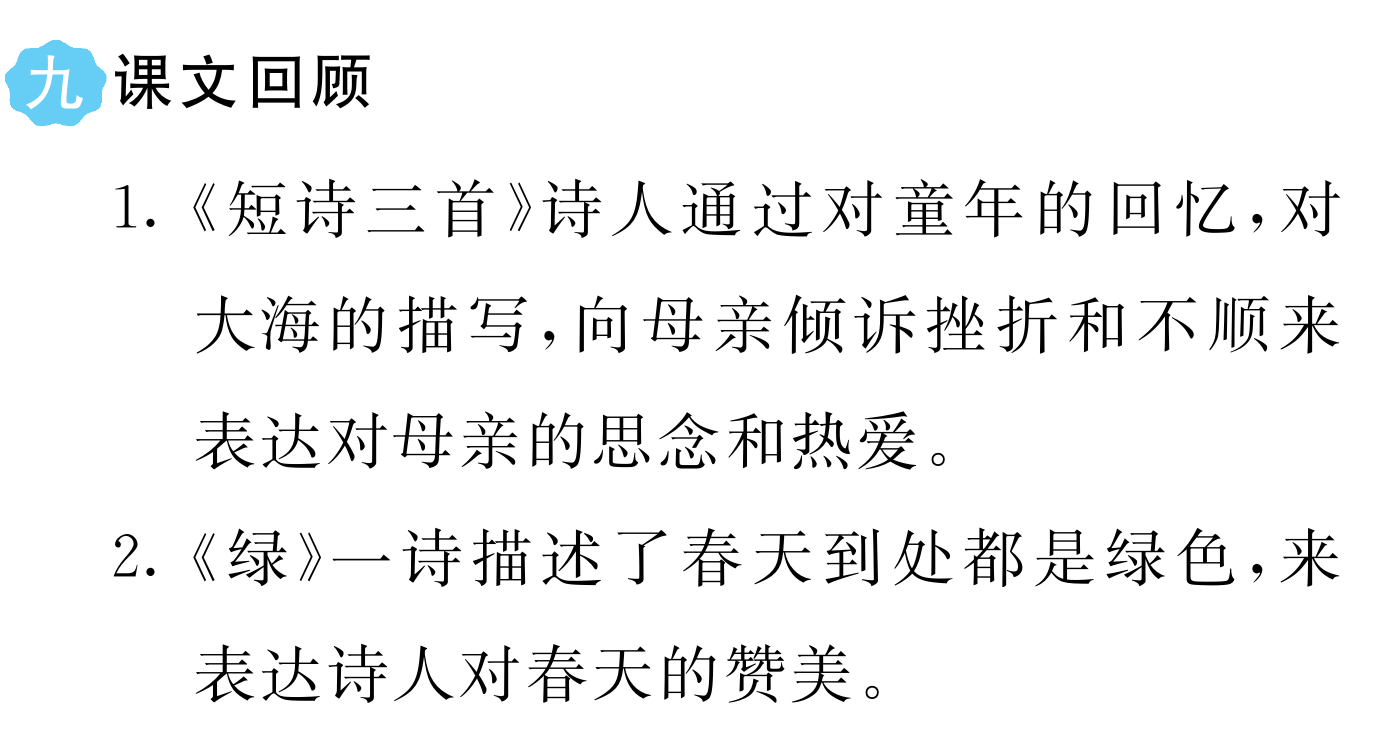 九 课文回顾
1.《短诗三首》诗人通过对童年的回忆,对
大海的描写,向母亲倾诉挫折和不顺来
表达对母亲的思念和热爱。
2.《绿》一诗描述了春天到处都是绿色,来
表达诗人对春天的赞美。